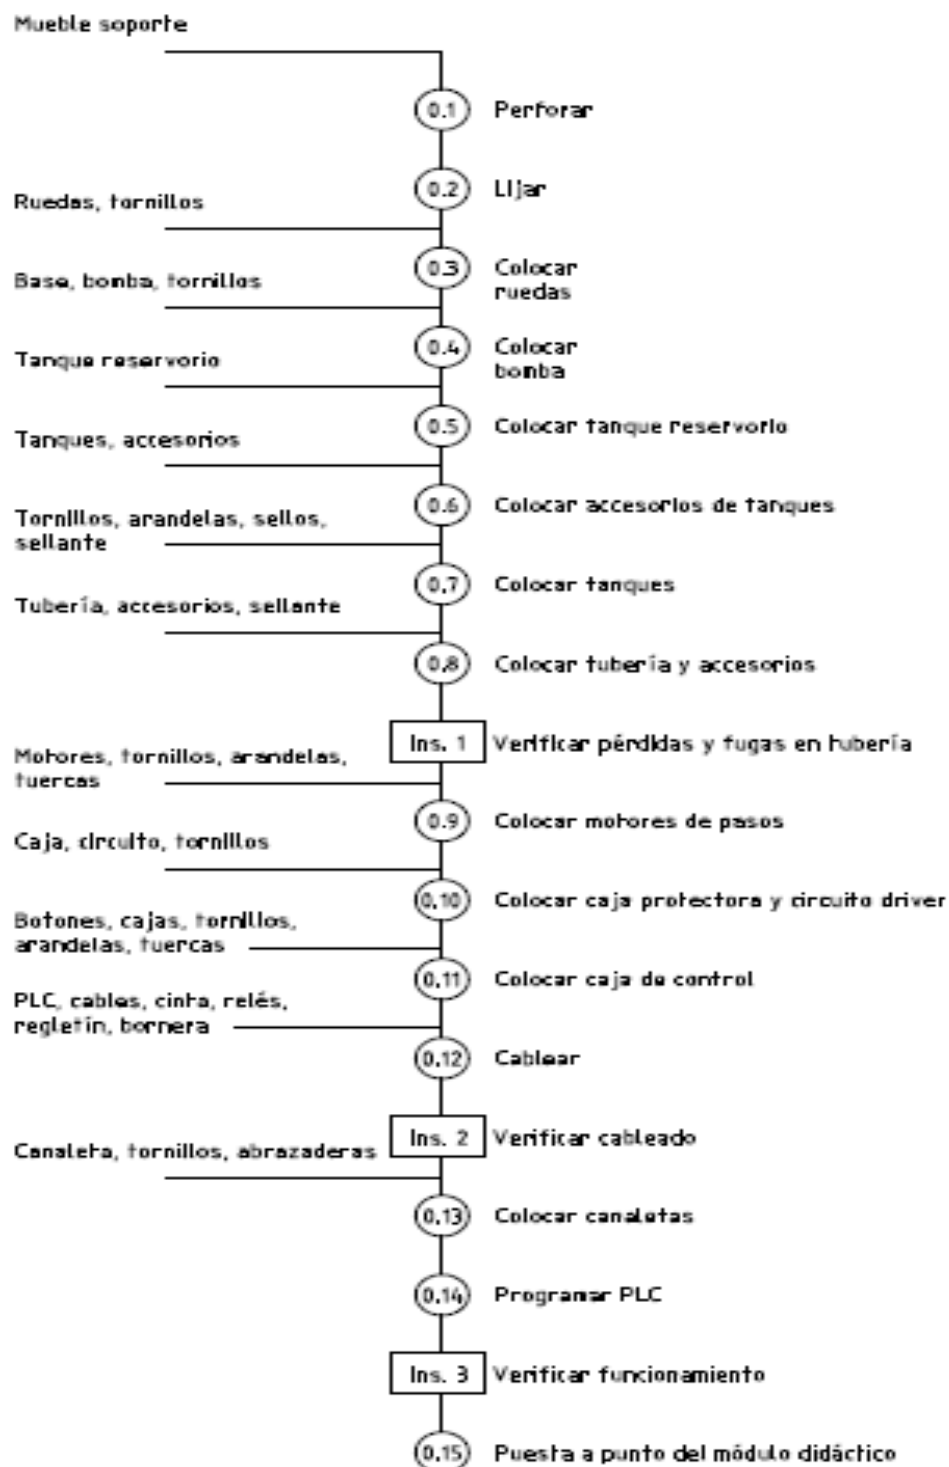 Mueble soporte
0.1 Perforar
0.2 Lijar
Ruedas, tornillos
0.3 Colocar
ruedas
Base, bomba, tornillos
0.4 Colocar
bomba
Tanque reservorio
0.5 Colocar tanque reservorio
Tanques, accesorios
0.6 Colocar accesorios de tanques
Tornillos, arandelas, sellos,
sellante
0.7 Colocar tanques
Tubería, accesorios, sellante
0.8 Colocar tubería y accesorios
Ins. 1 Verificar pérdidas y fugas en tubería
Motores, tornillos, arandelas,
tuercas
0.9 Colocar motores de pasos
Caja, circuito, tornillos
0.10 Colocar caja protectora y circuito driver
Botones, cajas, tornillos,
arandelas, tuercas
0.11 Colocar caja de control
PLC, cables, cinta, relés,
regletín, bornera
0.12 Cablear
Ins. 2 Verificar cableado
Canaleta, tornillos, abrazaderas
0.13 Colocar canaletas
0.14 Programar PLC
Ins. 3 Verificar funcionamiento
0.15 Puesta a punto del módulo didáctico